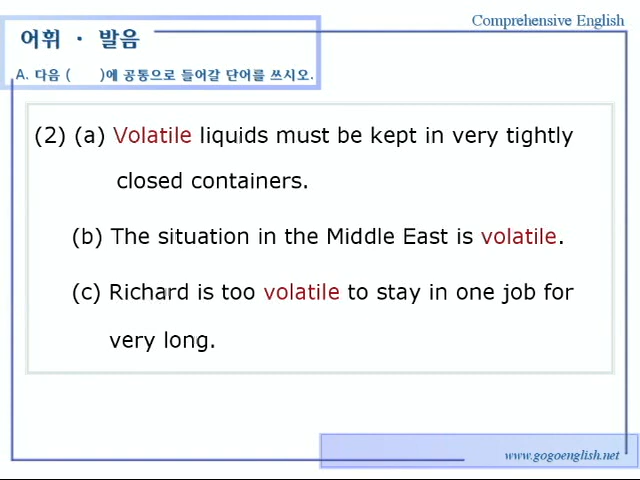 Comprehensive English
어휘 · 발음
A. 다음 (      )에 공통으로 들어갈 단어를 쓰시오.
(2) (a) Volatile liquids must be kept in very tightly
closed containers.
(b) The situation in the Middle East is volatile.
(c) Richard is too volatile to stay in one job for
very long.
www.gogoenglish.net